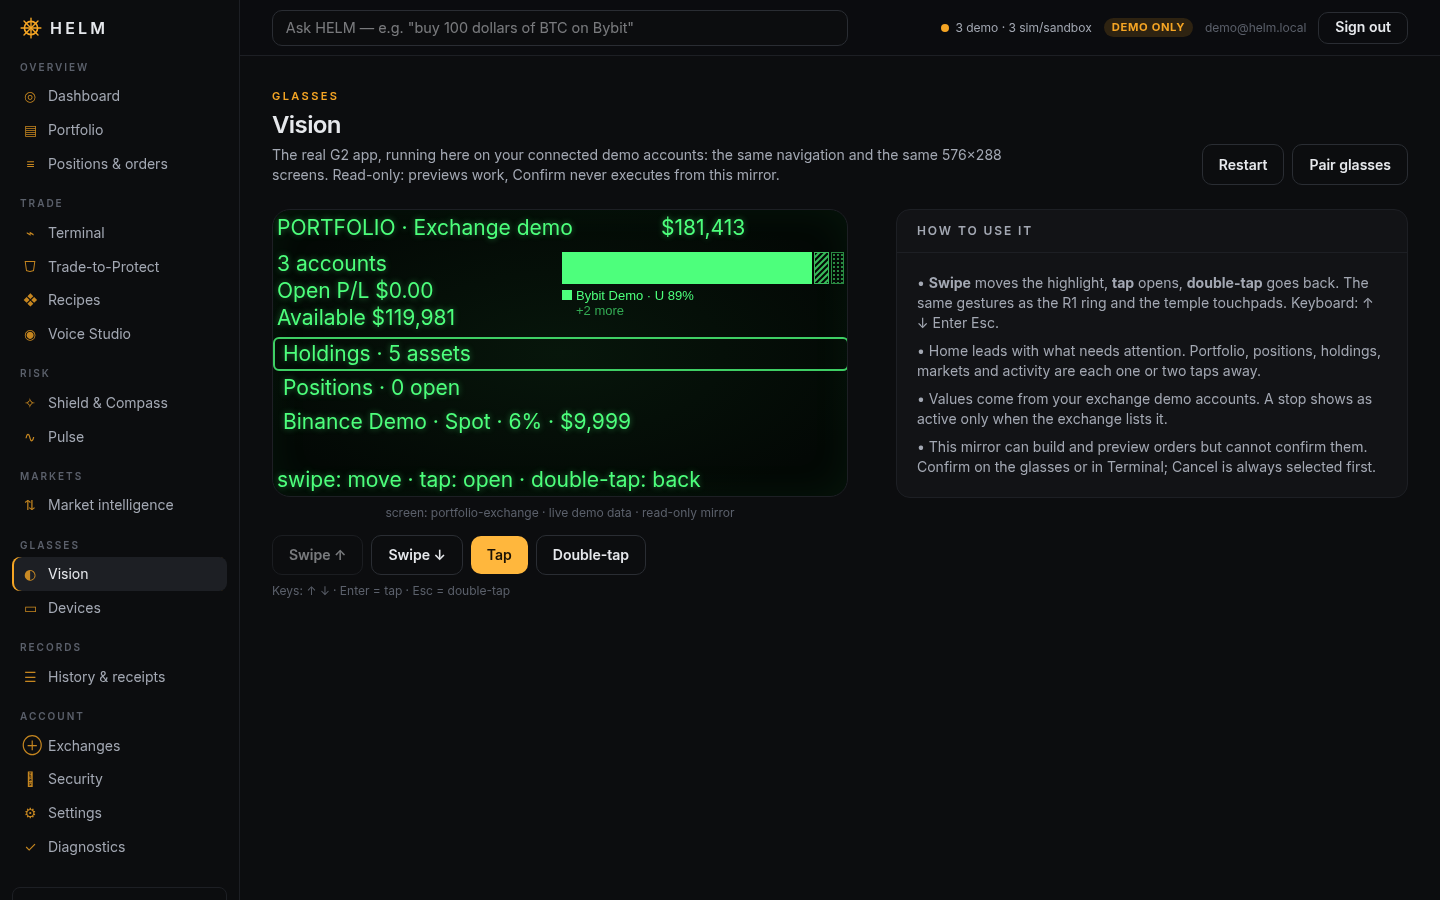 HELM
OVERVIEW
Dashboard
Portfolio
Positions & orders
TRADE
Terminal
Trade-to-Protect
Recipes
Voice Studio
RISK
Shield & Compass
Pulse
MARKETS
Market intelligence
GLASSES
Vision
Devices
RECORDS
History & receipts
ACCOUNT
Exchanges
Security
Settings
Diagnostics
Ask HELM — e.g. "buy 100 dollars of BTC on Bybit"
3 demo · 3 sim/sandbox
DEMO ONLY
demo@helm.local
Sign out
GLASSES
Vision
The real G2 app, running here on your connected demo accounts: the same navigation and the same 576×288
screens. Read-only: previews work, Confirm never executes from this mirror.
Restart
Pair glasses
PORTFOLIO · Exchange demo $181,413
3 accounts
Open P/L $0.00
Available $119,981
Bybit Demo · U 89%
+2 more
Holdings · 5 assets
Positions · 0 open
Binance Demo · Spot · 6% · $9,999
swipe: move · tap: open · double-tap: back
screen: portfolio-exchange · live demo data · read-only mirror
Swipe ↑
Swipe ↓
Tap
Double-tap
Keys: ↑ ↓ · Enter = tap · Esc = double-tap
HOW TO USE IT
• Swipe moves the highlight, tap opens, double-tap goes back. The
same gestures as the R1 ring and the temple touchpads. Keyboard: ↑
↓ Enter Esc.
• Home leads with what needs attention. Portfolio, positions, holdings,
markets and activity are each one or two taps away.
• Values come from your exchange demo accounts. A stop shows as
active only when the exchange lists it.
• This mirror can build and preview orders but cannot confirm them.
Confirm on the glasses or in Terminal; Cancel is always selected first.